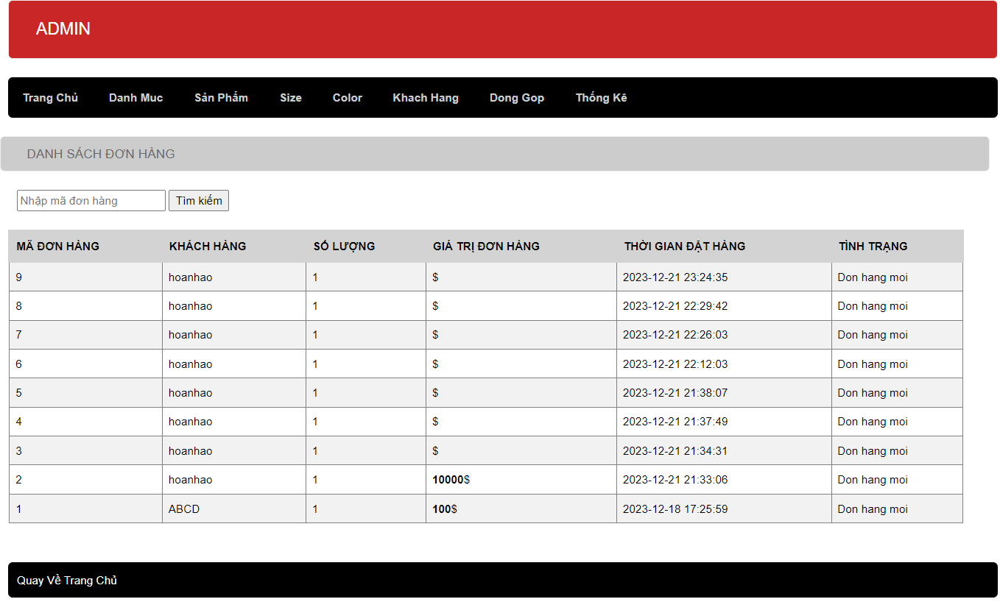 ADMIN
Trang Chủ Danh Muc Sản Phẩm Size Color Khach Hang Dong Gop Thống Kê
DANH SÁCH ĐƠN HÀNG
Nhập mã đơn hàng Tìm kiếm
MÃ ĐƠN HÀNG KHÁCH HÀNG SỐ LƯỢNG GIÁ TRỊ ĐƠN HÀNG THỜI GIAN ĐẶT HÀNG TÌNH TRẠNG
9 hoanhao 1 $ 2023-12-21 23:24:35 Don hang moi
8 hoanhao 1 $ 2023-12-21 22:29:42 Don hang moi
7 hoanhao 1 $ 2023-12-21 22:26:03 Don hang moi
6 hoanhao 1 $ 2023-12-21 22:12:03 Don hang moi
5 hoanhao 1 $ 2023-12-21 21:38:07 Don hang moi
4 hoanhao 1 $ 2023-12-21 21:37:49 Don hang moi
3 hoanhao 1 $ 2023-12-21 21:34:31 Don hang moi
2 hoanhao 1 10000$ 2023-12-21 21:33:06 Don hang moi
1 ABCD 1 100$ 2023-12-18 17:25:59 Don hang moi
Quay Về Trang Chủ